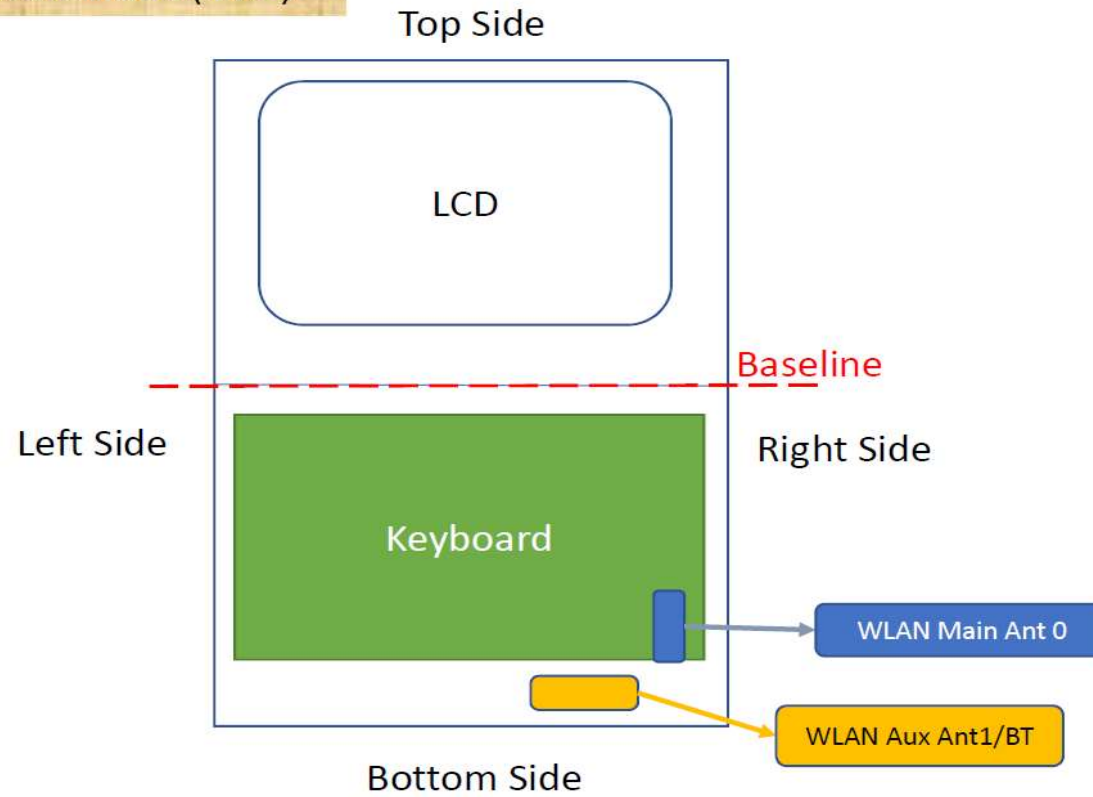 Top Side
LCD
Baseline
Left Side
Right Side
Keyboard
WLAN Main Ant 0
WLAN Aux Ant1/BT
Bottom Side